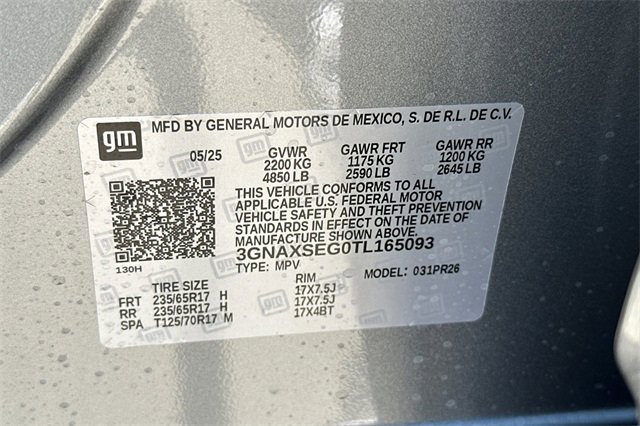 gm
MFD BY GENERAL MOTORS DE MEXICO, S. DE R.L. DE C.V.
05/25 GVWR GAWR FRT GAWR RR
2200 KG 1175 KG 1200 KG
4850 LB 2590 LB 2645 LB
THIS VEHICLE CONFORMS TO ALL
APPLICABLE U.S. FEDERAL MOTOR
VEHICLE SAFETY AND THEFT PREVENTION
STANDARDS IN EFFECT ON THE DATE OF
MANUFACTURE SHOWN ABOVE.
3GNAXSEG0TL165093
130H TYPE: MPV MODEL: 031PR26
TIRE SIZE RIM
FRT 235/65R17 H 17X7.5J
RR 235/65R17 H 17X7.5J
SPA T125/70R17 M 17X4BT